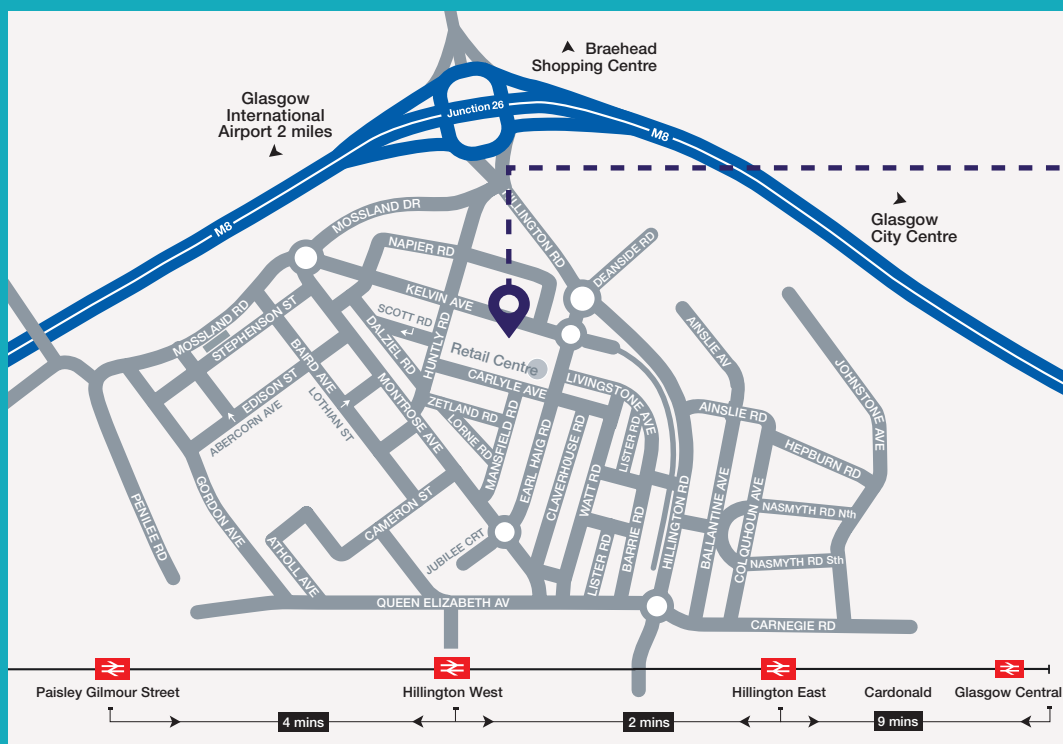 Braehead
Shopping Centre
Glasgow
International
Airport 2 miles
Junction 26
M8
M8
Glasgow
City Centre
MOSSLAND DR
HILLINGTON RD
NAPIER RD
DEANSIDE RD
KELVIN AVE
SCOTT RD
MOSSLAND RD
STEPHENSON ST
DALZIEL RD
HUNTLY RD
Retail Centre
AINSLIE AV
JOHNSTONE AVE
BAIRD AVE
CARLYLE AVE
LIVINGSTONE AVE
EDISON ST
ABERCORN AVE
LOTHIAN ST
MONTROSE AVE
ZETLAND RD
LORNE RD
MANSFIELD RD
EARL HAIG RD
CLAVERHOUSE RD
WATT RD
LISTER RD
AINSLIE RD
HEPBURN RD
PENILEE RD
GORDON AVE
CAMERON ST
ATHOLL AVE
JUBILEE CRT
LISTER RD
BARRIE RD
HILLINGTON RD
BALLANTINE AVE
COLQUHOUN AVE
NASMYTH RD Nth
NASMYTH RD Sth
QUEEN ELIZABETH AV
CARNEGIE RD
Paisley Gilmour Street
Hillington West
Hillington East
Cardonald
Glasgow Central
4 mins
2 mins
9 mins